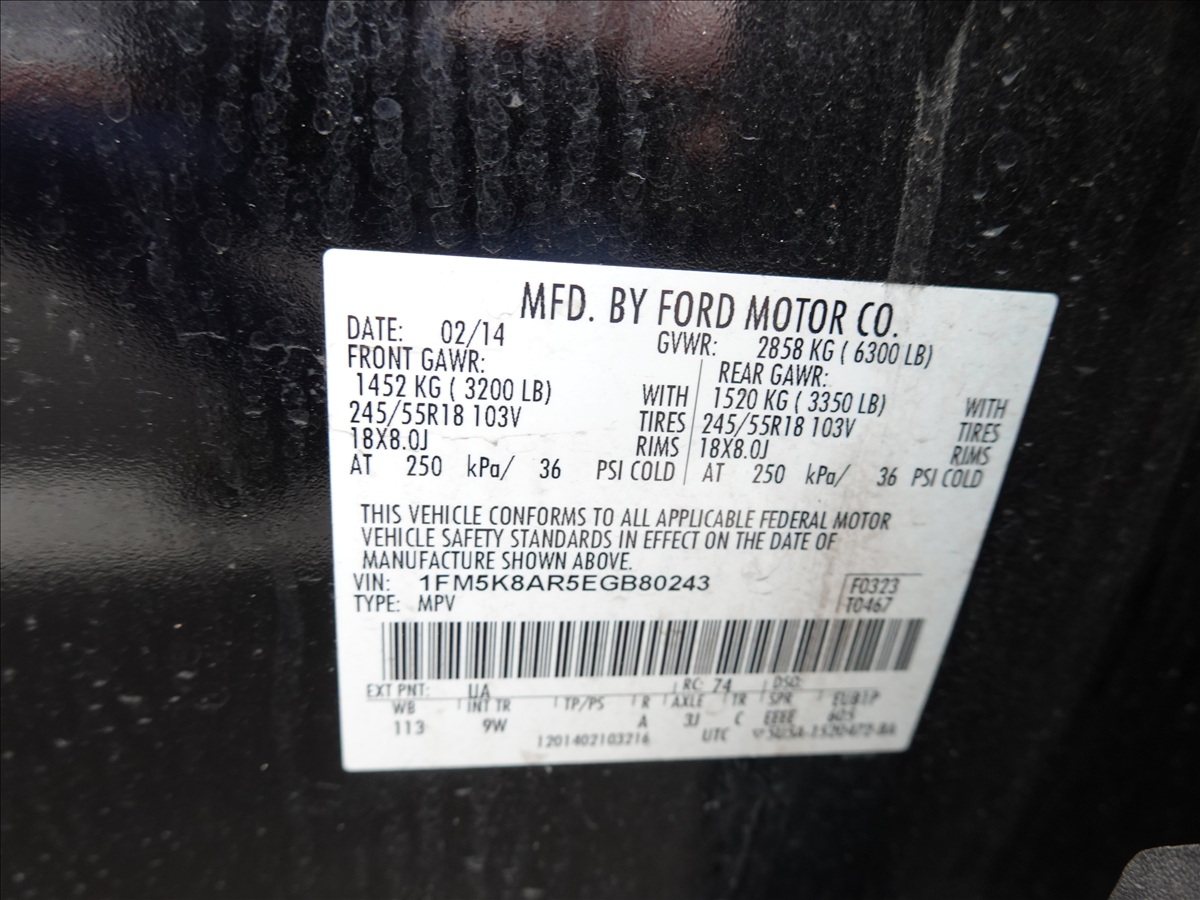 MFD. BY FORD MOTOR CO.
DATE: 02/14 GVWR: 2858 KG ( 6300 LB)
FRONT GAWR: REAR GAWR:
1452 KG ( 3200 LB) WITH 1520 KG ( 3350 LB) WITH
245/55R18 103V TIRES 245/55R18 103V TIRES
18X8.0J RIMS 18X8.0J RIMS
AT 250 kPa/ 36 PSI COLD AT 250 kPa/ 36 PSI COLD
THIS VEHICLE CONFORMS TO ALL APPLICABLE FEDERAL MOTOR
VEHICLE SAFETY STANDARDS IN EFFECT ON THE DATE OF
MANUFACTURE SHOWN ABOVE.
VIN: 1FM5K8AR5EGB80243 F0323
TYPE: MPV T0467
EXT PNT: UA RC: 74 DSO:
WB INT TR TP/PS R AXLE TR SPR
113 9W A 3J C EEEE
1201402103216 UTC